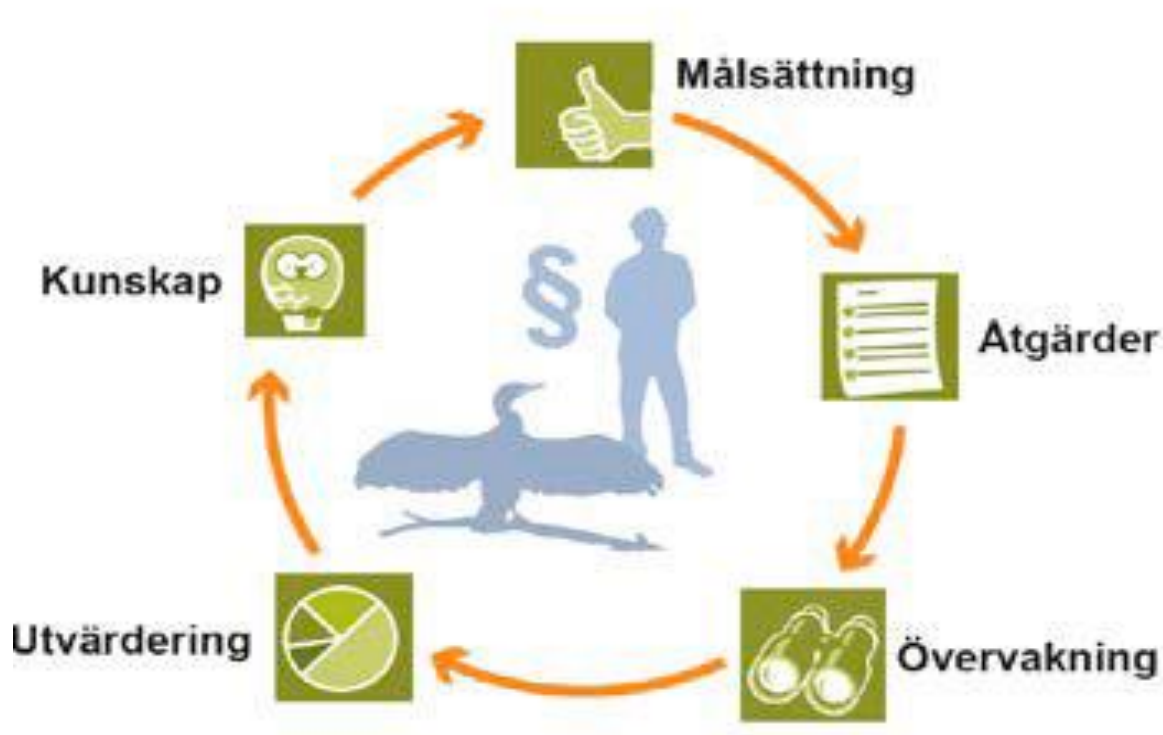 Målsättning
Åtgärder
Övervakning
Utvärdering
Kunskap
§